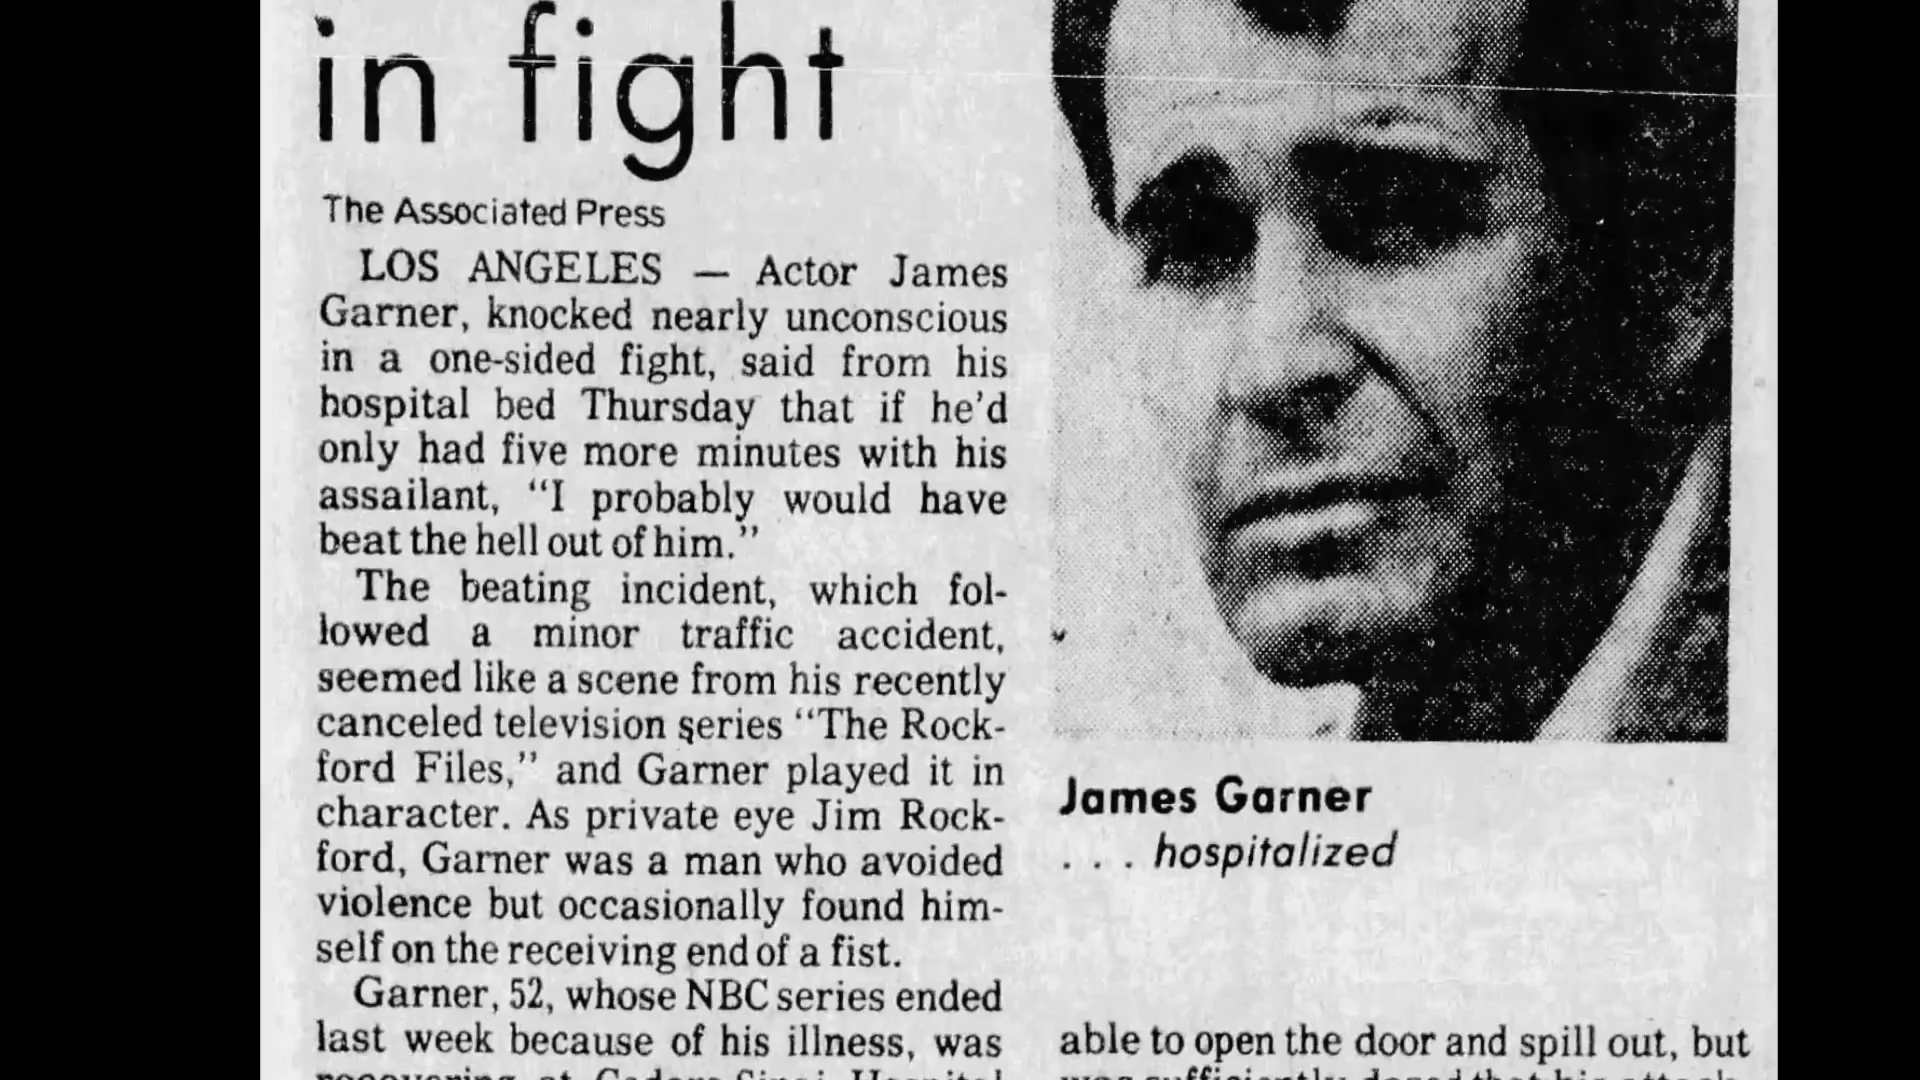 in fight
The Associated Press
LOS ANGELES — Actor James
Garner, knocked nearly unconscious
in a one-sided fight, said from his
hospital bed Thursday that if he'd
only had five more minutes with his
assailant, “I probably would have
beat the hell out of him.”
The beating incident, which fol-
lowed a minor traffic accident,
seemed like a scene from his recently
canceled television series “The Rock-
ford Files,” and Garner played it in
character. As private eye Jim Rock-
ford, Garner was a man who avoided
violence but occasionally found him-
self on the receiving end of a fist.
Garner, 52, whose NBC series ended
last week because of his illness, was
James Garner
. . . hospitalized
able to open the door and spill out, but